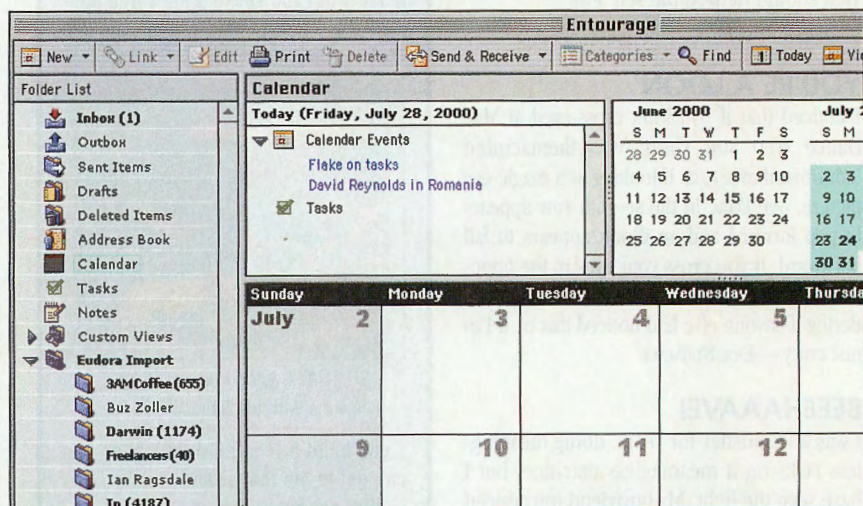 Entourage
New Link Edit Print Delete Send & Receive Categories Find Today Vie
Folder List
Inbox (1)
Outbox
Sent Items
Drafts
Deleted Items
Address Book
Calendar
Tasks
Notes
Custom Views
Eudora Import
3AMCoffee (655)
Buz Zoller
Darwin (1174)
Freelancers (40)
Ian Ragsdale
In (4187)
Calendar
Today (Friday, July 28, 2000)
Calendar Events
Flake on tasks
David Reynolds in Romania
Tasks
June 2000
S M T W T F S
28 29 30 31 1 2 3
4 5 6 7 8 9 10
11 12 13 14 15 16 17
18 19 20 21 22 23 24
25 26 27 28 29 30
July 2
S M
2 3
9 10
16 17
23 24
30 31
Sunday Monday Tuesday Wednesday Thursda
July 2 3 4 5
9 10 11 12